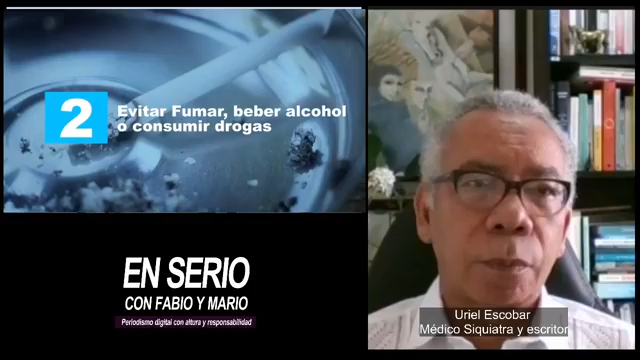 2
Evitar Fumar, beber alcohol
o consumir drogas
EN SERIO
CON FABIO Y MARIO
Periodismo digital con altura y responsabilidad
Uriel Escobar
Médico Siquiatra y escritor